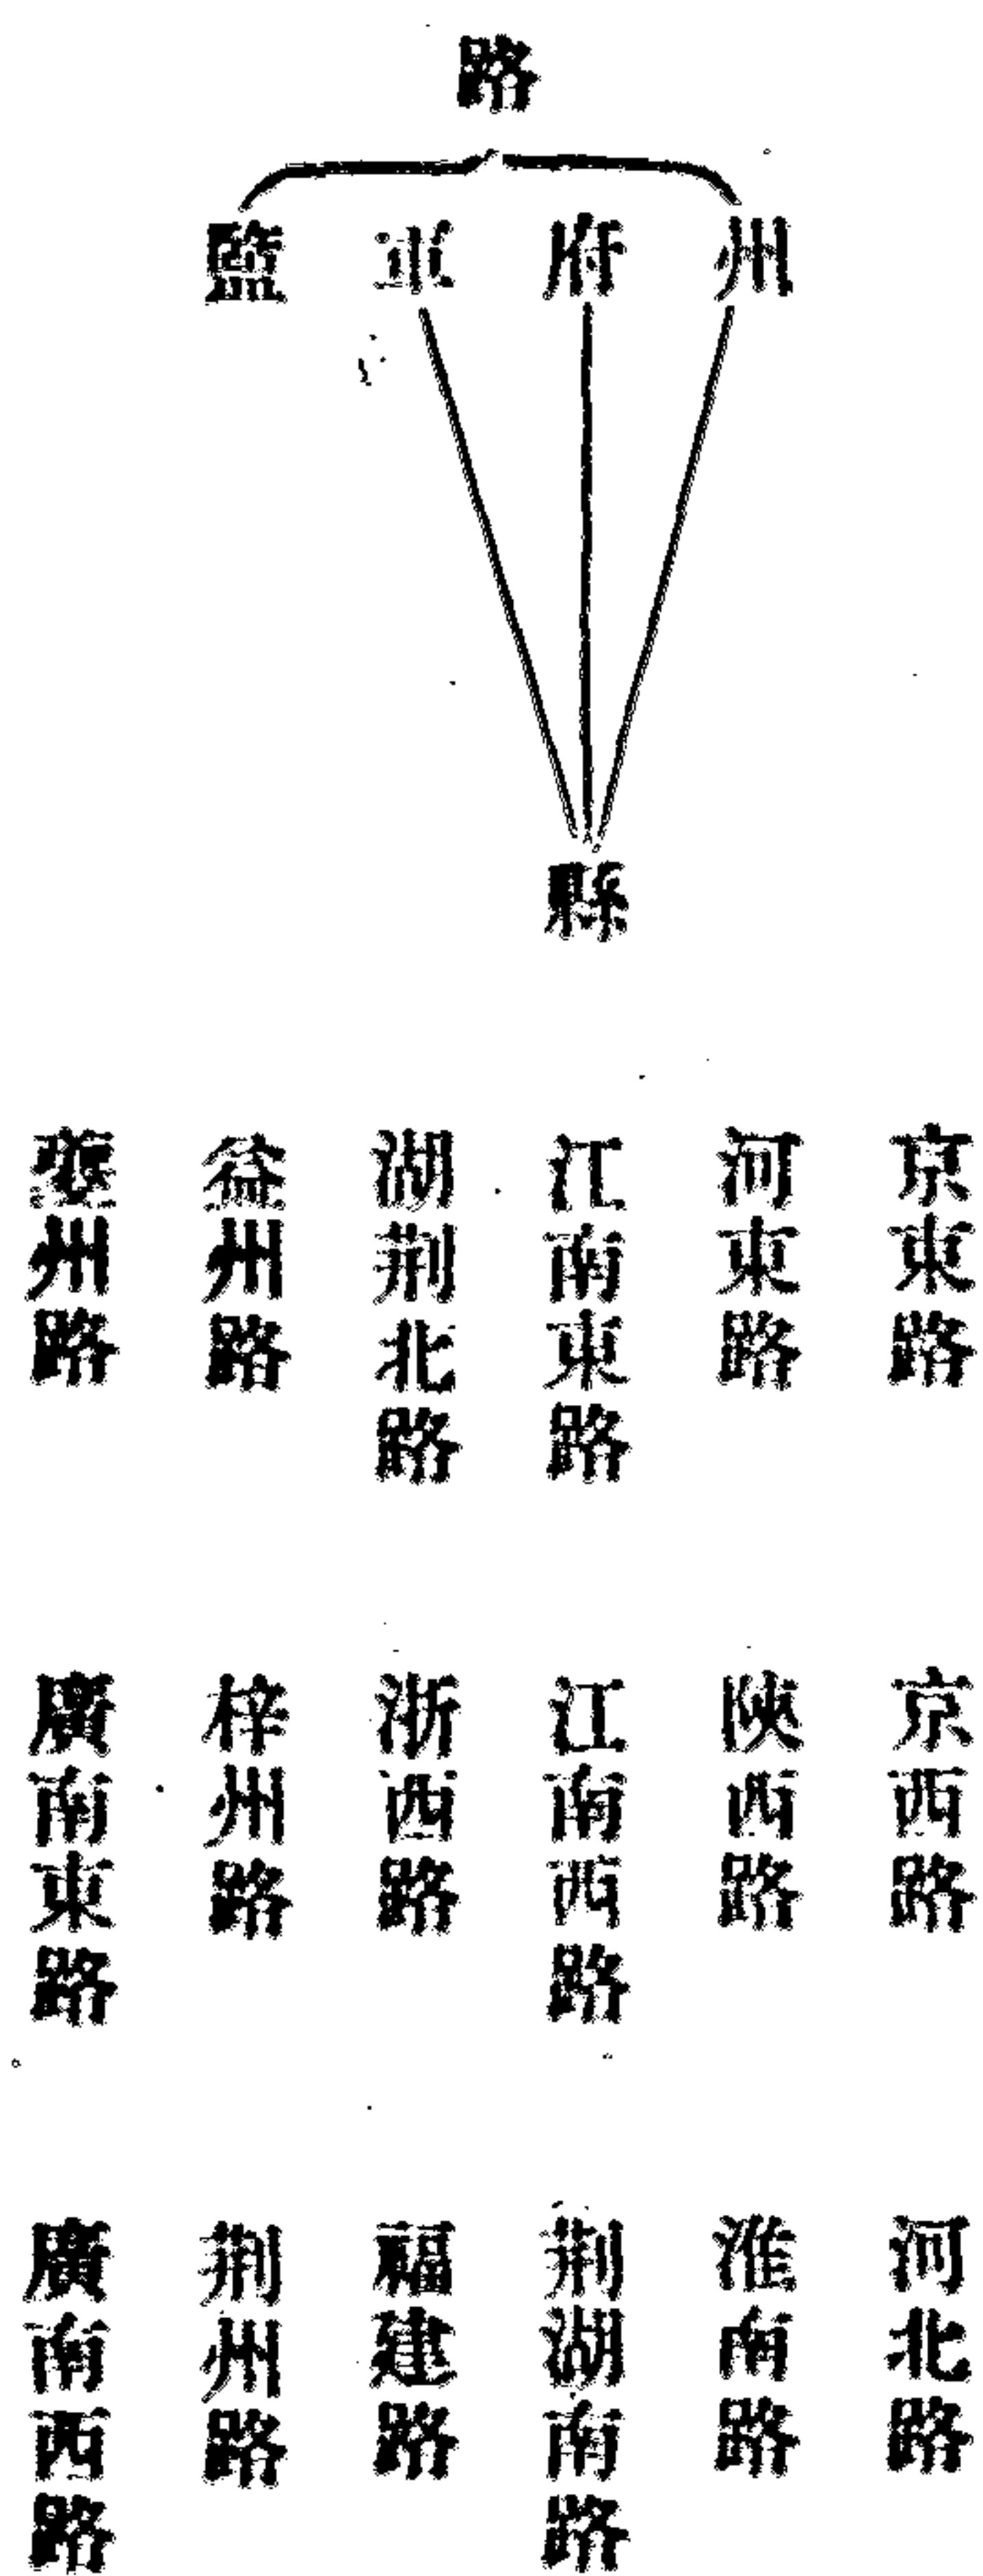 路
州
府
軍
監
縣
京東路
京西路
河北路
河東路
陝西路
淮南路
江南東路
江南西路
荆湖南路
湖荆北路
浙西路
福建路
益州路
梓州路
荆州路
夔州路
廣南東路
廣南西路